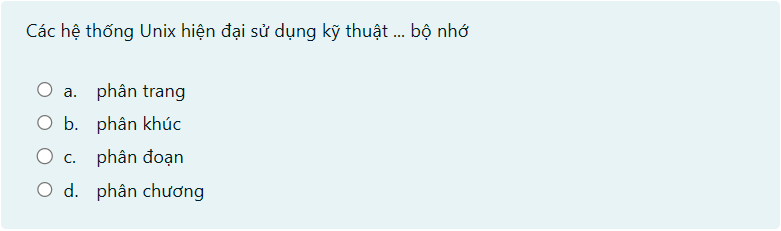 Các hệ thống Unix hiện đại sử dụng kỹ thuật ... bộ nhớ
a. phân trang
b. phân khúc
c. phân đoạn
d. phân chương